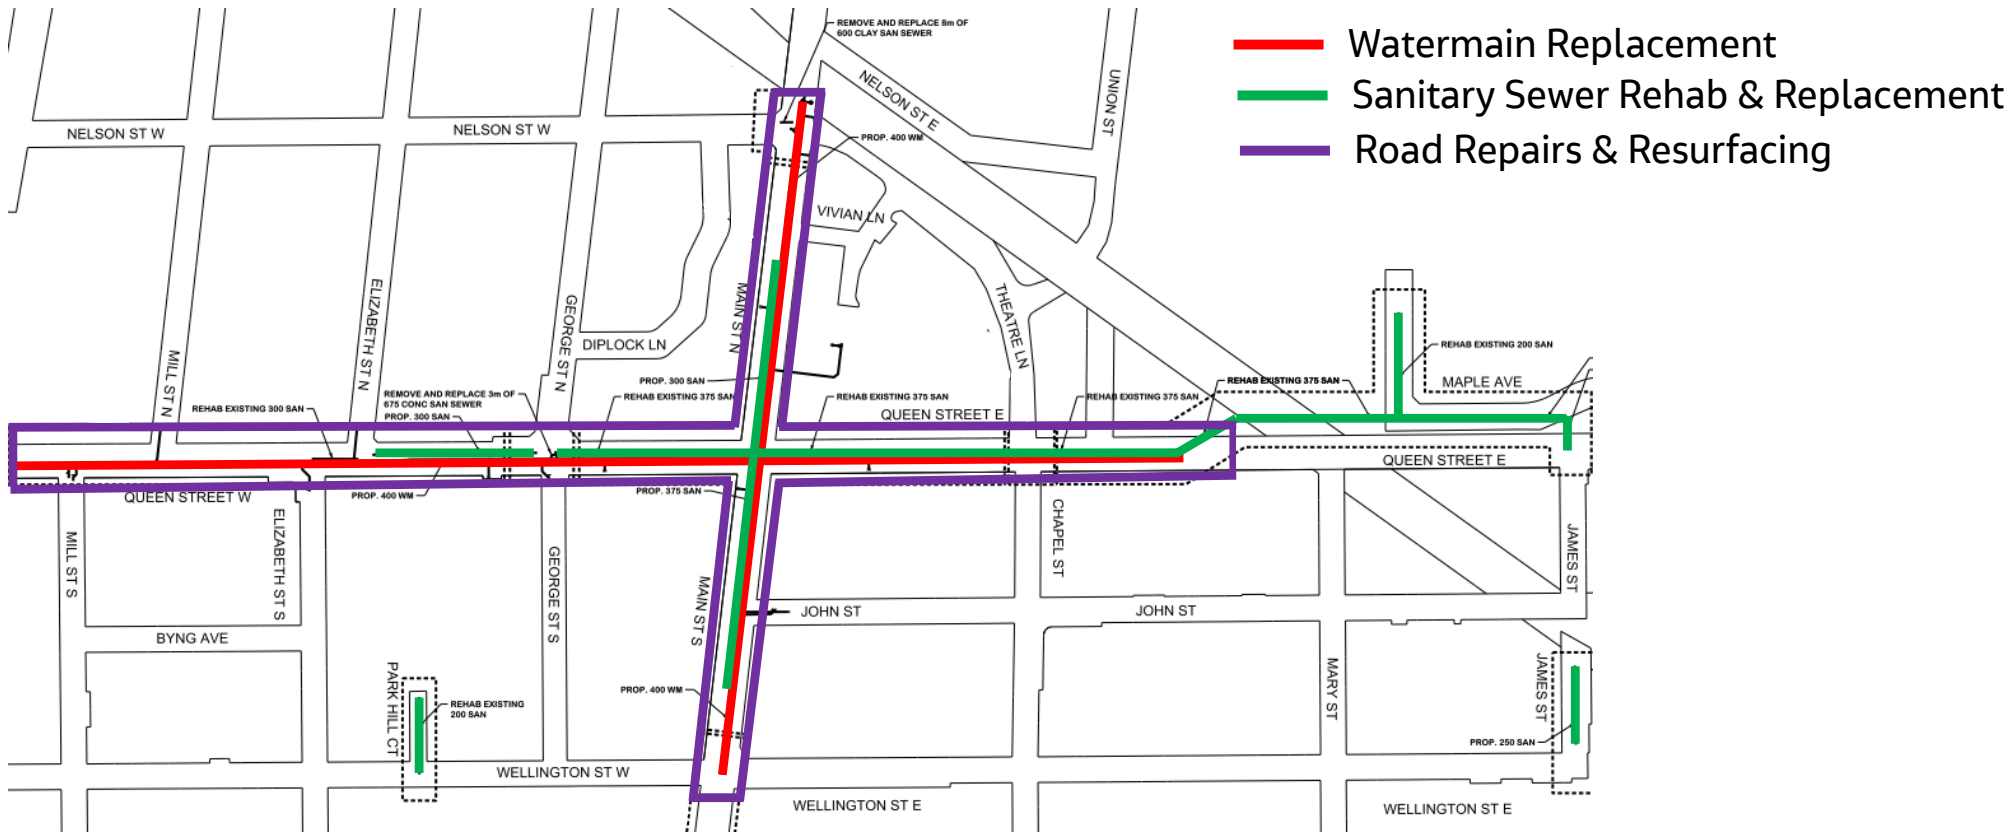 REMOVE AND REPLACE 8m OF
600 CLAY SAN SEWER
Watermain Replacement
Sanitary Sewer Rehab & Replacement
Road Repairs & Resurfacing
NELSON ST W
NELSON ST W
NELSON ST E
UNION ST
PROP. 400 WM
VIVIAN LN
MILL ST N
ELIZABETH ST N
GEORGE ST N
DIPLOCK LN
MAIN ST N
THEATRE LN
PROP. 300 SAN
REHAB EXISTING 200 SAN
MAPLE AVE
REHAB EXISTING 300 SAN
REMOVE AND REPLACE 3m OF
675 CONC SAN SEWER
PROP. 300 SAN
REHAB EXISTING 375 SAN
REHAB EXISTING 375 SAN
REHAB EXISTING 375 SAN
REHAB EXISTING 375 SAN
QUEEN STREET E
QUEEN STREET E
QUEEN STREET W
PROP. 400 WM
PROP. 375 SAN
MILL ST S
ELIZABETH ST S
GEORGE ST S
MAIN ST S
CHAPEL ST
JAMES ST
JOHN ST
JOHN ST
BYNG AVE
PARK HILL CT
REHAB EXISTING
200 SAN
PROP. 400 WM
MARY ST
JAMES ST
PROP. 250 SAN
WELLINGTON ST W
WELLINGTON ST E
WELLINGTON ST E